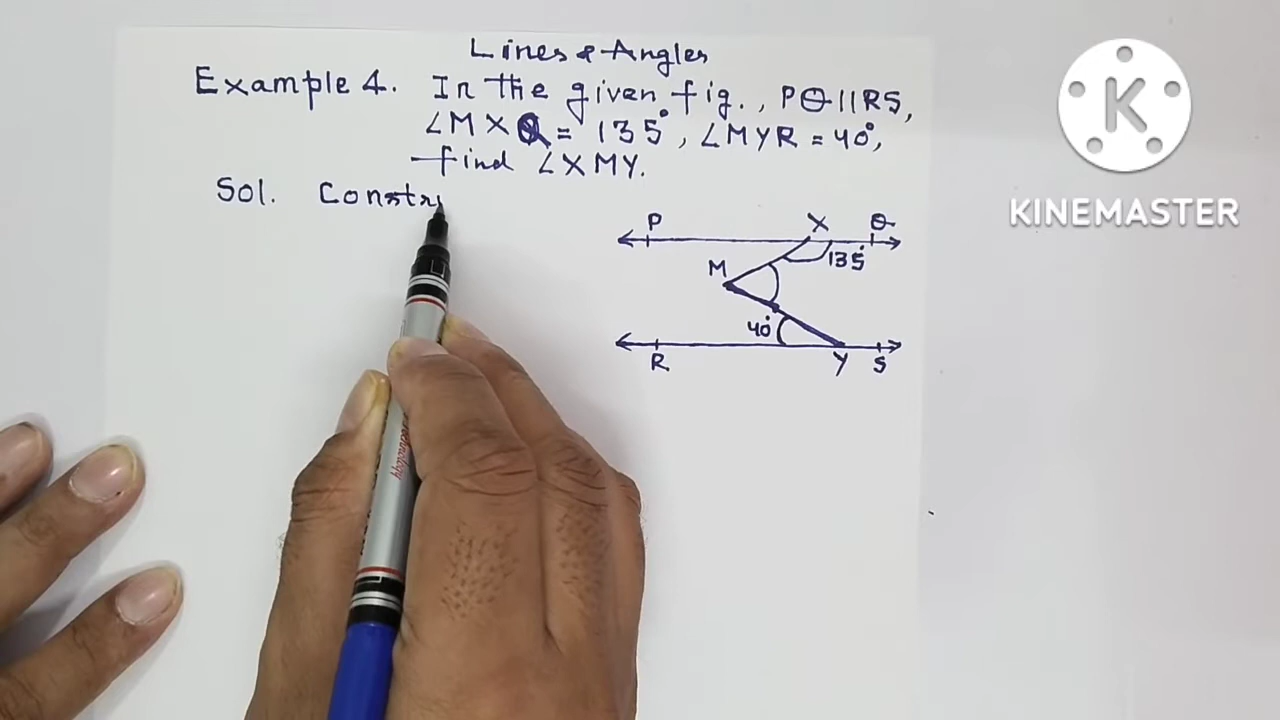 Lines & Angles
Example 4. In the given fig., PQ||RS,
∠MXQ = 135°, ∠MYR = 40°,
find ∠XMY.
Sol. Constru
P X Q
135°
M
40°
R Y S
K
KINEMASTER